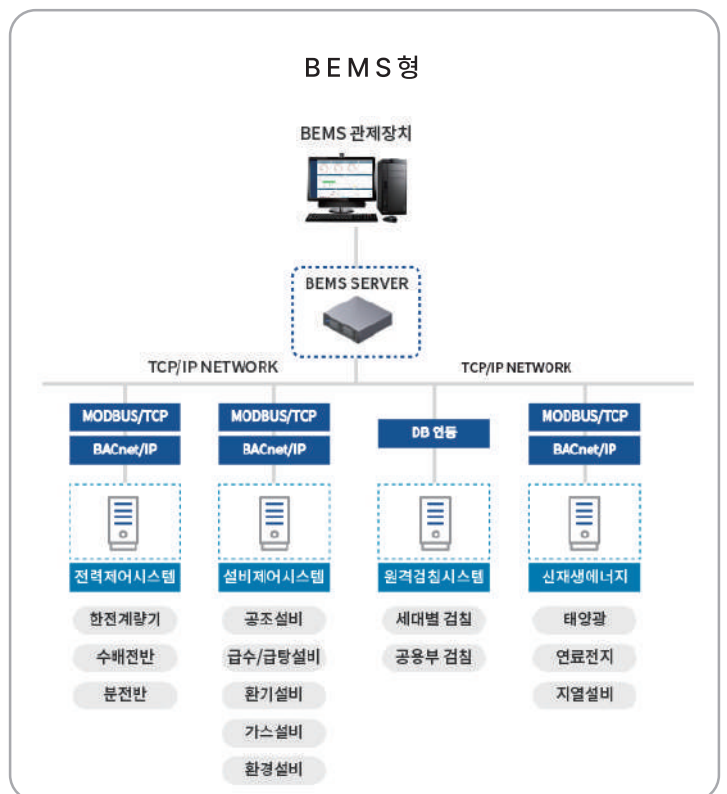 BEMS형
BEMS 관제장치
BEMS SERVER
TCP/IP NETWORK
TCP/IP NETWORK
MODBUS/TCP
BACnet/IP
MODBUS/TCP
BACnet/IP
DB 연동
MODBUS/TCP
BACnet/IP
전력제어시스템
설비제어시스템
원격검침시스템
신재생에너지
한전계량기
수배전반
분전반
공조설비
급수/급탕설비
환기설비
가스설비
환경설비
세대별 검침
공용부 검침
태양광
연료전지
지열설비